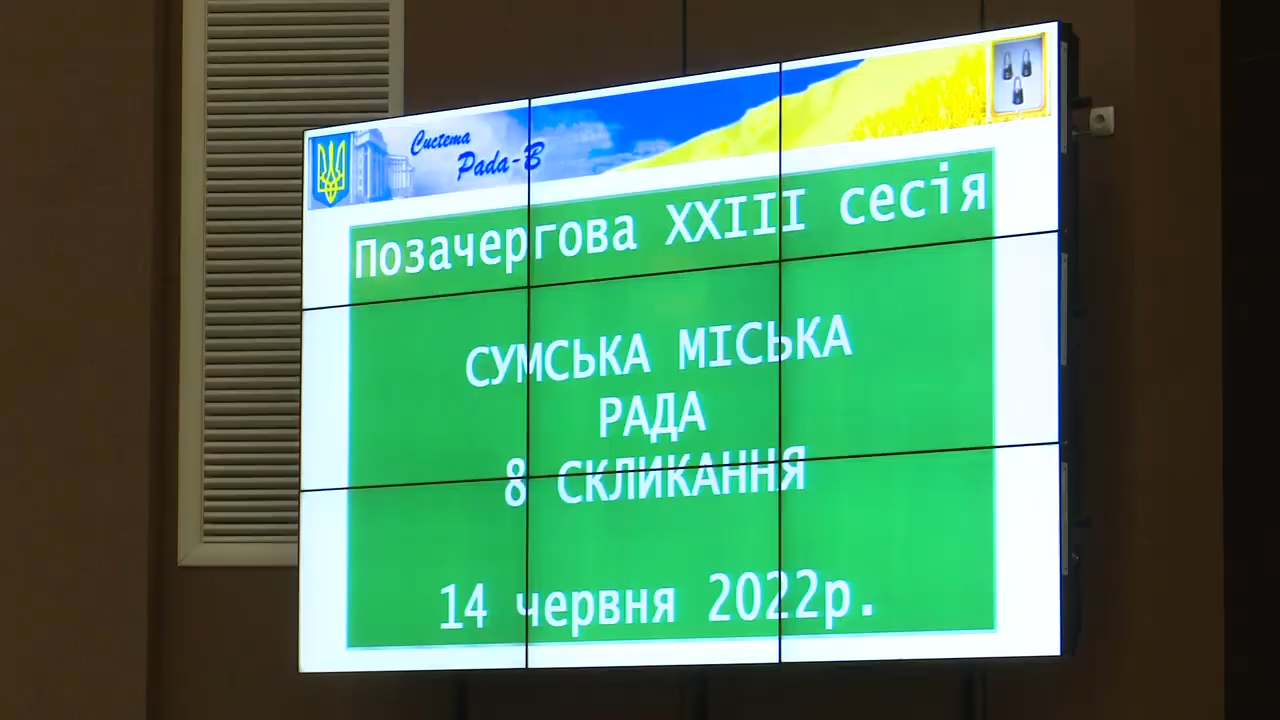 Система
Рада-В
Позачергова XXIII сесія
СУМСЬКА МІСЬКА
РАДА
8 СКЛИКАННЯ
14 червня 2022р.